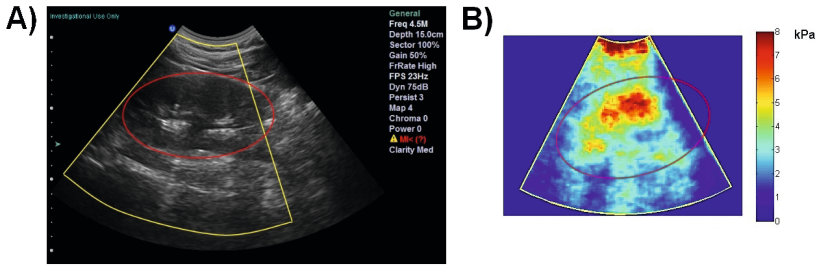 A)
Investigational Use Only
General
Freq 4.5M
Depth 15.0cm
Sector 100%
Gain 50%
FrRate High
FPS 23Hz
Dyn 75dB
Persist 3
Map 4
Chroma 0
Power 0
MI< (?)
Clarity Med
B)
kPa
8
7
6
5
4
3
2
1
0